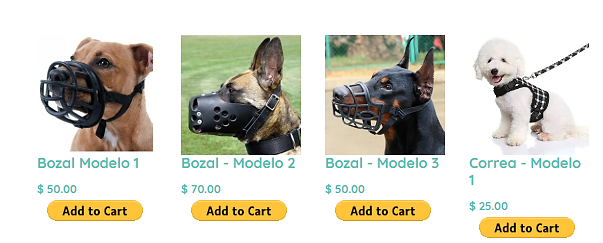 Bozal Modelo 1
$ 50.00
Add to Cart
Bozal - Modelo 2
$ 70.00
Add to Cart
Bozal - Modelo 3
$ 50.00
Add to Cart
Correa - Modelo
1
$ 25.00
Add to Cart